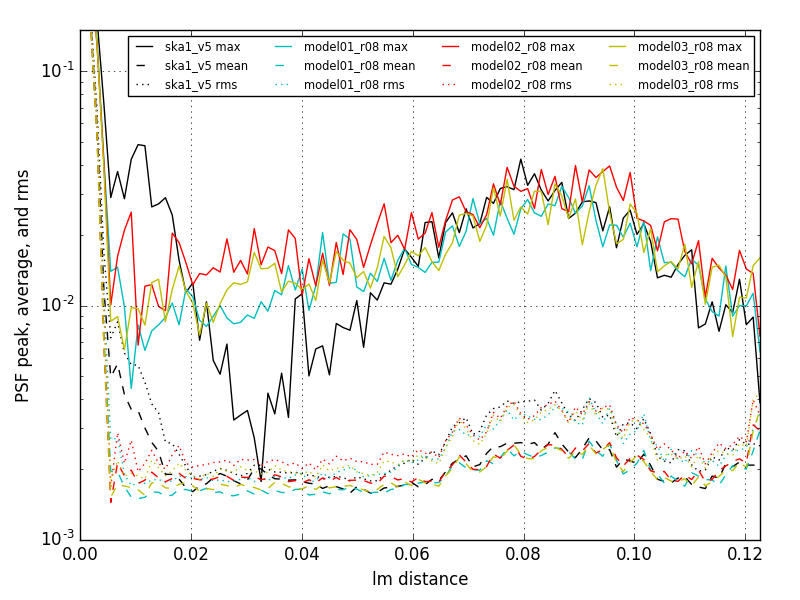 ska1_v5 max model01_r08 max model02_r08 max model03_r08 max
ska1_v5 mean model01_r08 mean model02_r08 mean model03_r08 mean
ska1_v5 rms model01_r08 rms model02_r08 rms model03_r08 rms
10⁻¹
10⁻²
10⁻³
PSF peak, average, and rms
0.00 0.02 0.04 0.06 0.08 0.10 0.12
lm distance